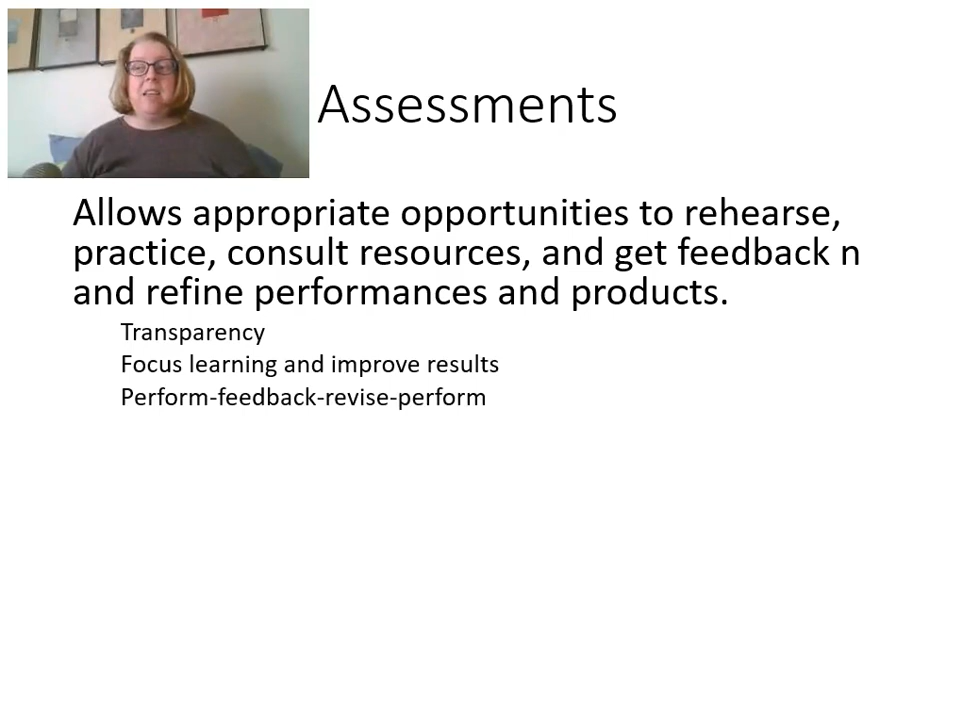 Assessments
Allows appropriate opportunities to rehearse,
practice, consult resources, and get feedback n
and refine performances and products.
Transparency
Focus learning and improve results
Perform-feedback-revise-perform